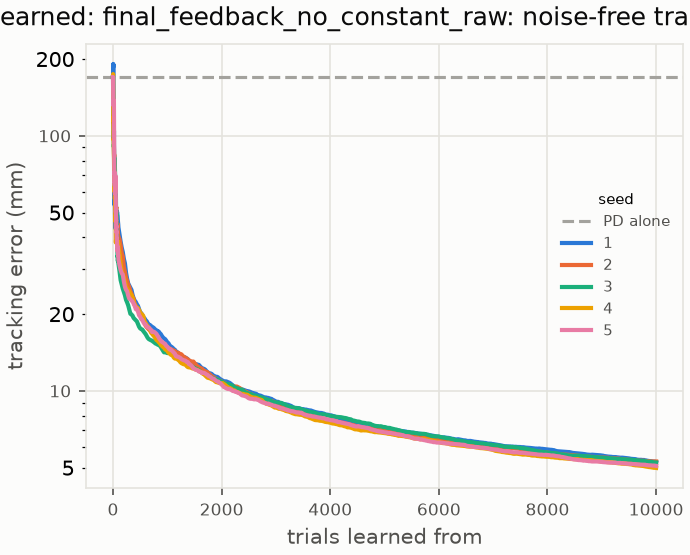 earned: final_feedback_no_constant_raw: noise-free tra
tracking error (mm)
200
100
50
20
10
5
seed
PD alone
1
2
3
4
5
0 2000 4000 6000 8000 10000
trials learned from